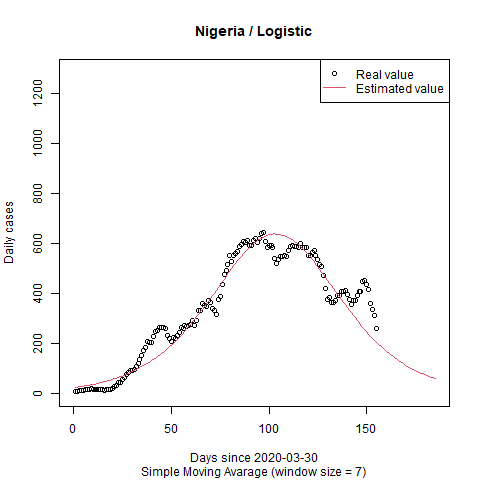 Nigeria / Logistic
Real value
Estimated value
Daily cases
0
200
400
600
800
1000
1200
0
50
100
150
Days since 2020-03-30
Simple Moving Avarage (window size = 7)